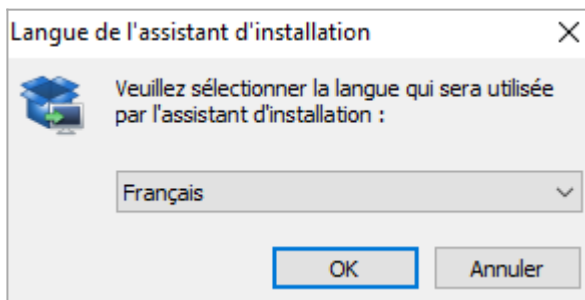 Langue de l'assistant d'installation
Veuillez sélectionner la langue qui sera utilisée
par l'assistant d'installation :
Français
OK Annuler